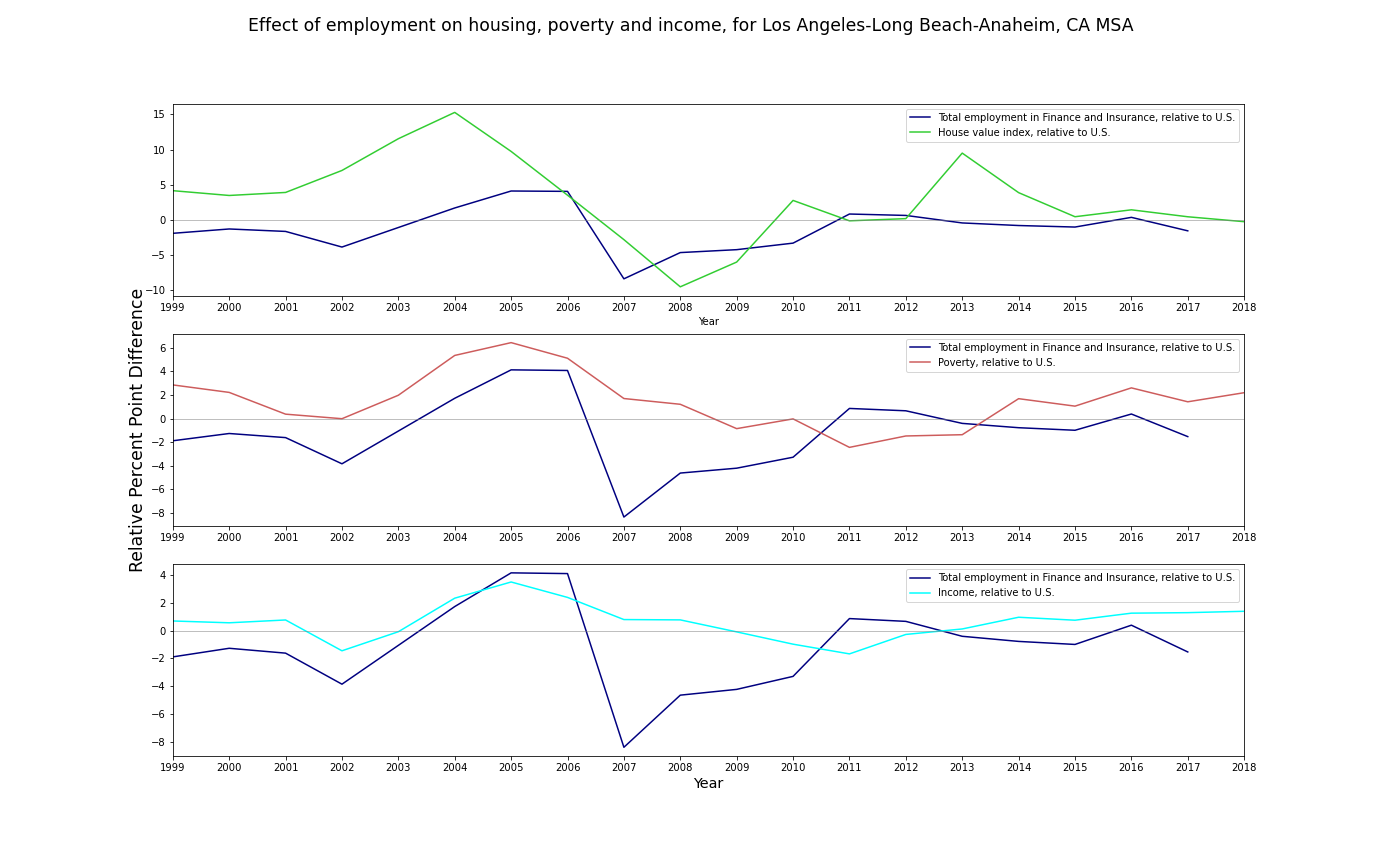 Effect of employment on housing, poverty and income, for Los Angeles-Long Beach-Anaheim, CA MSA
Relative Percent Point Difference
15
10
5
0
−5
−10
Total employment in Finance and Insurance, relative to U.S.
House value index, relative to U.S.
1999 2000 2001 2002 2003 2004 2005 2006 2007 2008 2009 2010 2011 2012 2013 2014 2015 2016 2017 2018
Year
6
4
2
0
−2
−4
−6
−8
Total employment in Finance and Insurance, relative to U.S.
Poverty, relative to U.S.
1999 2000 2001 2002 2003 2004 2005 2006 2007 2008 2009 2010 2011 2012 2013 2014 2015 2016 2017 2018
4
2
0
−2
−4
−6
−8
Total employment in Finance and Insurance, relative to U.S.
Income, relative to U.S.
1999 2000 2001 2002 2003 2004 2005 2006 2007 2008 2009 2010 2011 2012 2013 2014 2015 2016 2017 2018
Year